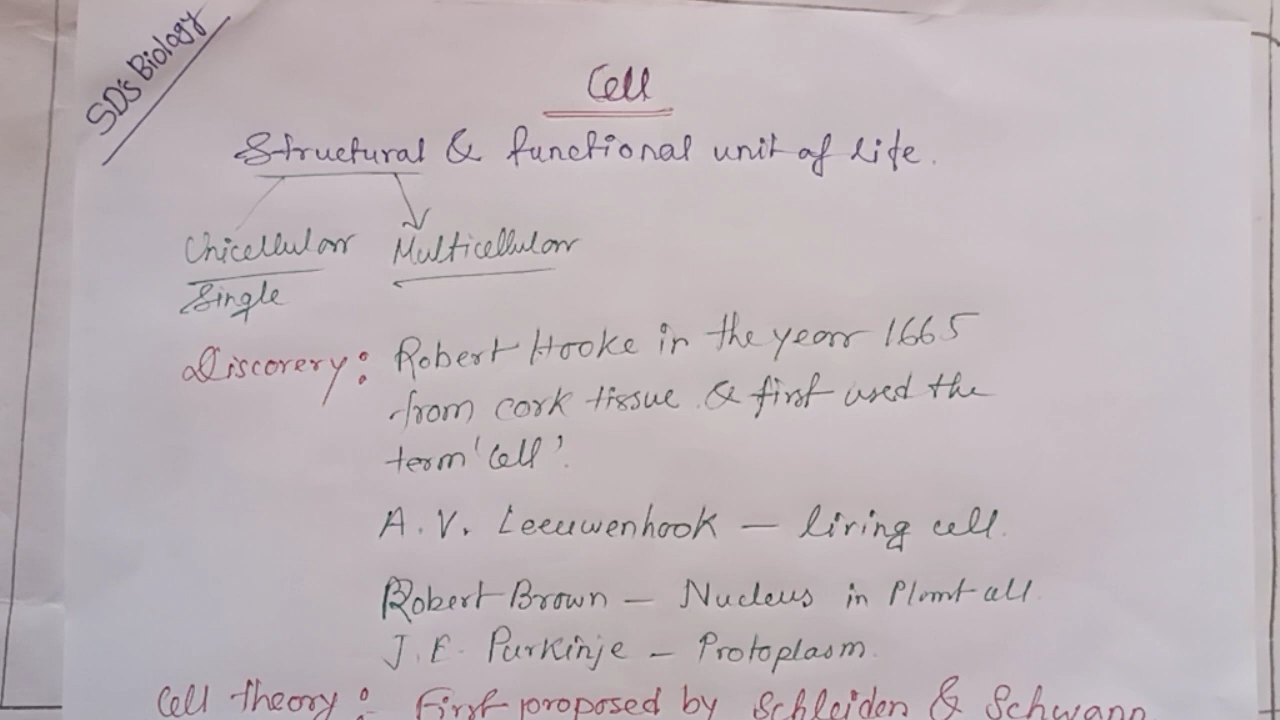 SD's Biology
Cell
Structural & functional unit of life.
Unicellular Multicellular
Single
Discovery: Robert Hooke in the year 1665
from cork tissue & first used the
term 'Cell'.
A. V. Leeuwenhook – living cell.
Robert Brown – Nucleus in Plant cell
J. E. Purkinje – Protoplasm.
Cell theory: First proposed by Schleiden & Schwann